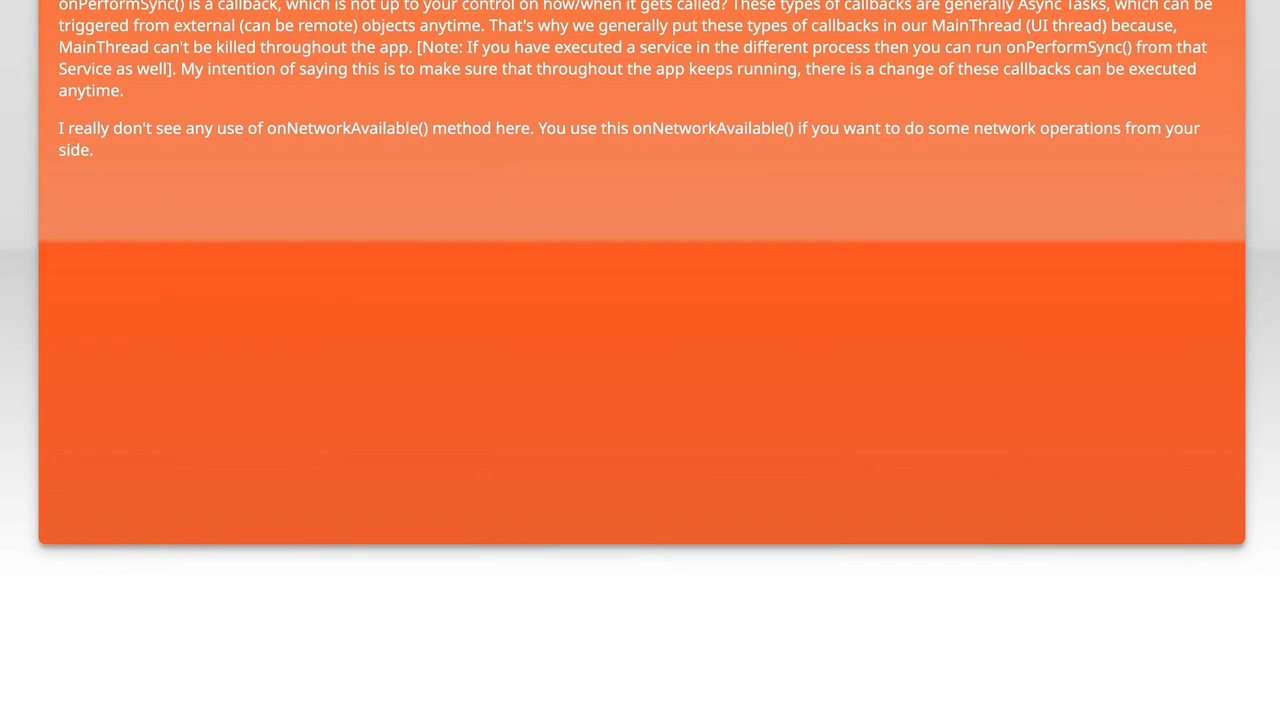 onPerformSync() is a callback, which is not up to your control on how/when it gets called? These types of callbacks are generally Async Tasks, which can be
triggered from external (can be remote) objects anytime. That's why we generally put these types of callbacks in our MainThread (UI thread) because,
MainThread can't be killed throughout the app. [Note: If you have executed a service in the different process then you can run onPerformSync() from that
Service as well]. My intention of saying this is to make sure that throughout the app keeps running, there is a change of these callbacks can be executed
anytime.
I really don't see any use of onNetworkAvailable() method here. You use this onNetworkAvailable() if you want to do some network operations from your
side.